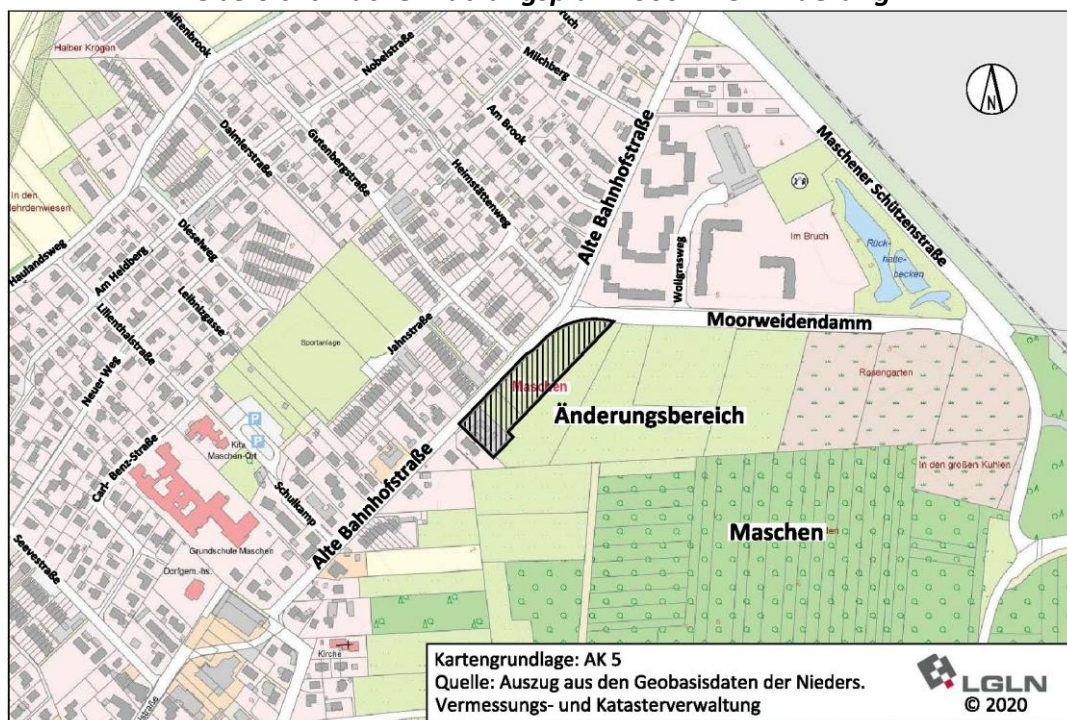 Halber Krögen
Nobelstraße
Bruch
Milchberg
Am Brook
Daimlerstraße
Gutenbergstraße
Heimstättenweg
Alte Bahnhofstraße
Maschener Schützenstraße
N
In den
Dieselweg
Haulandsweg
Am Heidberg
Leibnizgasse
Lilienthalstraße
Neuer Weg
Im Bruch
Rück-
halte-
becken
Wollgrasweg
Moorweidendamm
Jahnstraße
Sportanlage
Maschen
Änderungsbereich
Rosengarten
In den großen Kuhlen
P
P
Kita
Maschen-Ort
Carl- Benz-Straße
Schulkamp
Alte Bahnhofstraße
Grundschule Maschen
Dorfgem.-hs.
Seevestraße
Maschen
Kirche
Kartengrundlage: AK 5
Quelle: Auszug aus den Geobasisdaten der Nieders.
Vermessungs- und Katasterverwaltung
LGLN
© 2020